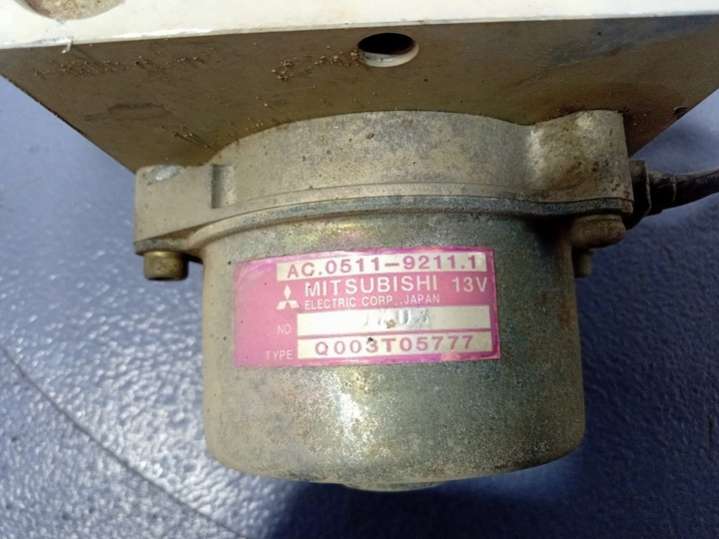 AC.0511-9211.1
MITSUBISHI 13V
ELECTRIC CORP., JAPAN
NO
TYPE Q003T05777